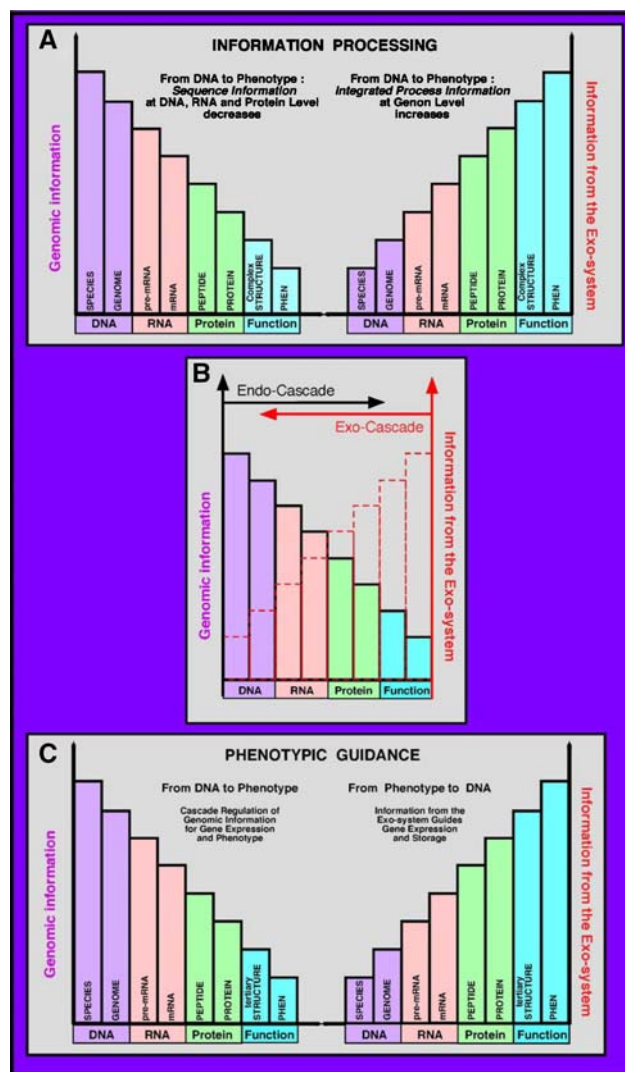 A
INFORMATION PROCESSING
From DNA to Phenotype :
Sequence Information
at DNA, RNA and Protein Level
decreases
From DNA to Phenotype :
Integrated Process Information
at Genon Level
increases
Genomic information
SPECIES
GENOME
pre-mRNA
mRNA
PEPTIDE
PROTEIN
Complex
STRUCTURE
PHEN
DNA
RNA
Protein
Function
SPECIES
GENOME
pre-mRNA
mRNA
PEPTIDE
PROTEIN
Complex
STRUCTURE
PHEN
DNA
RNA
Protein
Function
Information from the Exo-system
B
Endo-Cascade
Exo-Cascade
Genomic information
Information from the Exo-system
DNA
RNA
Protein
Function
C
PHENOTYPIC GUIDANCE
From DNA to Phenotype
Cascade Regulation of
Genomic Information
for Gene Expression
and Phenotype
From Phenotype to DNA
Information from the
Exo-system Guides
Gene Expression
and Storage
Genomic information
SPECIES
GENOME
pre-mRNA
mRNA
PEPTIDE
PROTEIN
tertiary
STRUCTURE
PHEN
DNA
RNA
Protein
Function
SPECIES
GENOME
pre-mRNA
mRNA
PEPTIDE
PROTEIN
tertiary
STRUCTURE
PHEN
DNA
RNA
Protein
Function
Information from the Exo-system